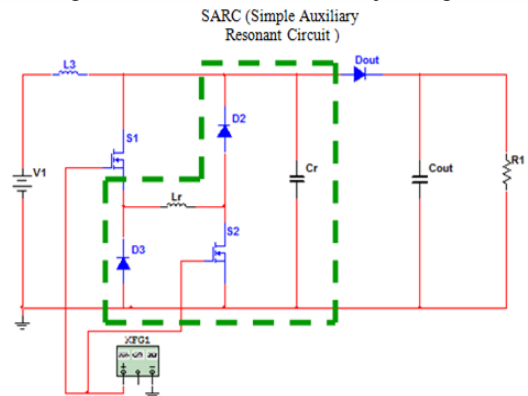 SARC (Simple Auxiliary
Resonant Circuit )
L3
Dout
S1
D2
V1
Cr
Cout
R1
Lr
S2
D3
XFG1